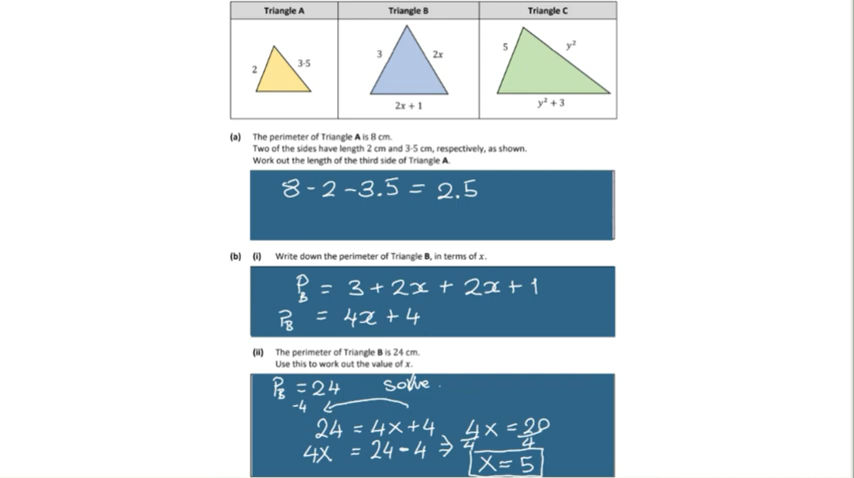 Triangle A Triangle B Triangle C
2 3·5 3 2x 5 y²
2x + 1 y² + 3
(a) The perimeter of Triangle A is 8 cm.
Two of the sides have length 2 cm and 3·5 cm, respectively, as shown.
Work out the length of the third side of Triangle A.
8 - 2 - 3.5 = 2.5
(b) (i) Write down the perimeter of Triangle B, in terms of x.
P_B = 3 + 2x + 2x + 1
P_B = 4x + 4
(ii) The perimeter of Triangle B is 24 cm.
Use this to work out the value of x.
P_B = 24 solve.
-4
24 = 4x + 4
4x = 24 - 4 ⇒ 4x/4 = 20/4
x = 5